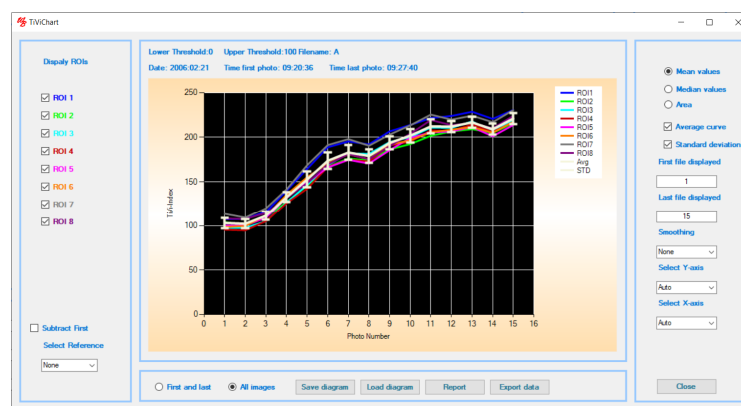 TiViChart
Dispaly ROIs
ROI 1
ROI 2
ROI 3
ROI 4
ROI 5
ROI 6
ROI 7
ROI 8
Subtract First
Select Reference
None
Lower Threshold:0 Upper Threshold:100 Filename: A
Date: 2006:02:21 Time first photo: 09:20:36 Time last photo: 09:27:40
250
200
150
100
50
0
TiVi-Index
0 1 2 3 4 5 6 7 8 9 10 11 12 13 14 15 16
Photo Number
ROI1
ROI2
ROI3
ROI4
ROI5
ROI6
ROI7
ROI8
Avg
STD
First and last
All images
Save diagram
Load diagram
Report
Export data
Mean values
Median values
Area
Average curve
Standard deviation
First file displayed
1
Last file displayed
15
Smoothing
None
Select Y-axis
Auto
Select X-axis
Auto
Close